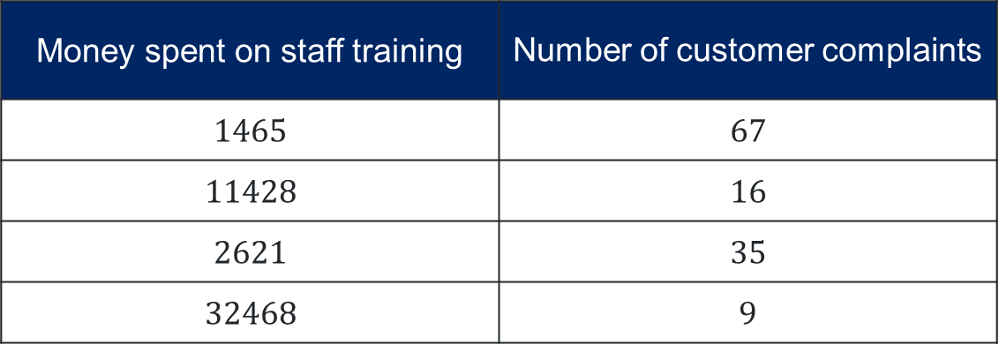 Money spent on staff training Number of customer complaints
1465 67
11428 16
2621 35
32468 9